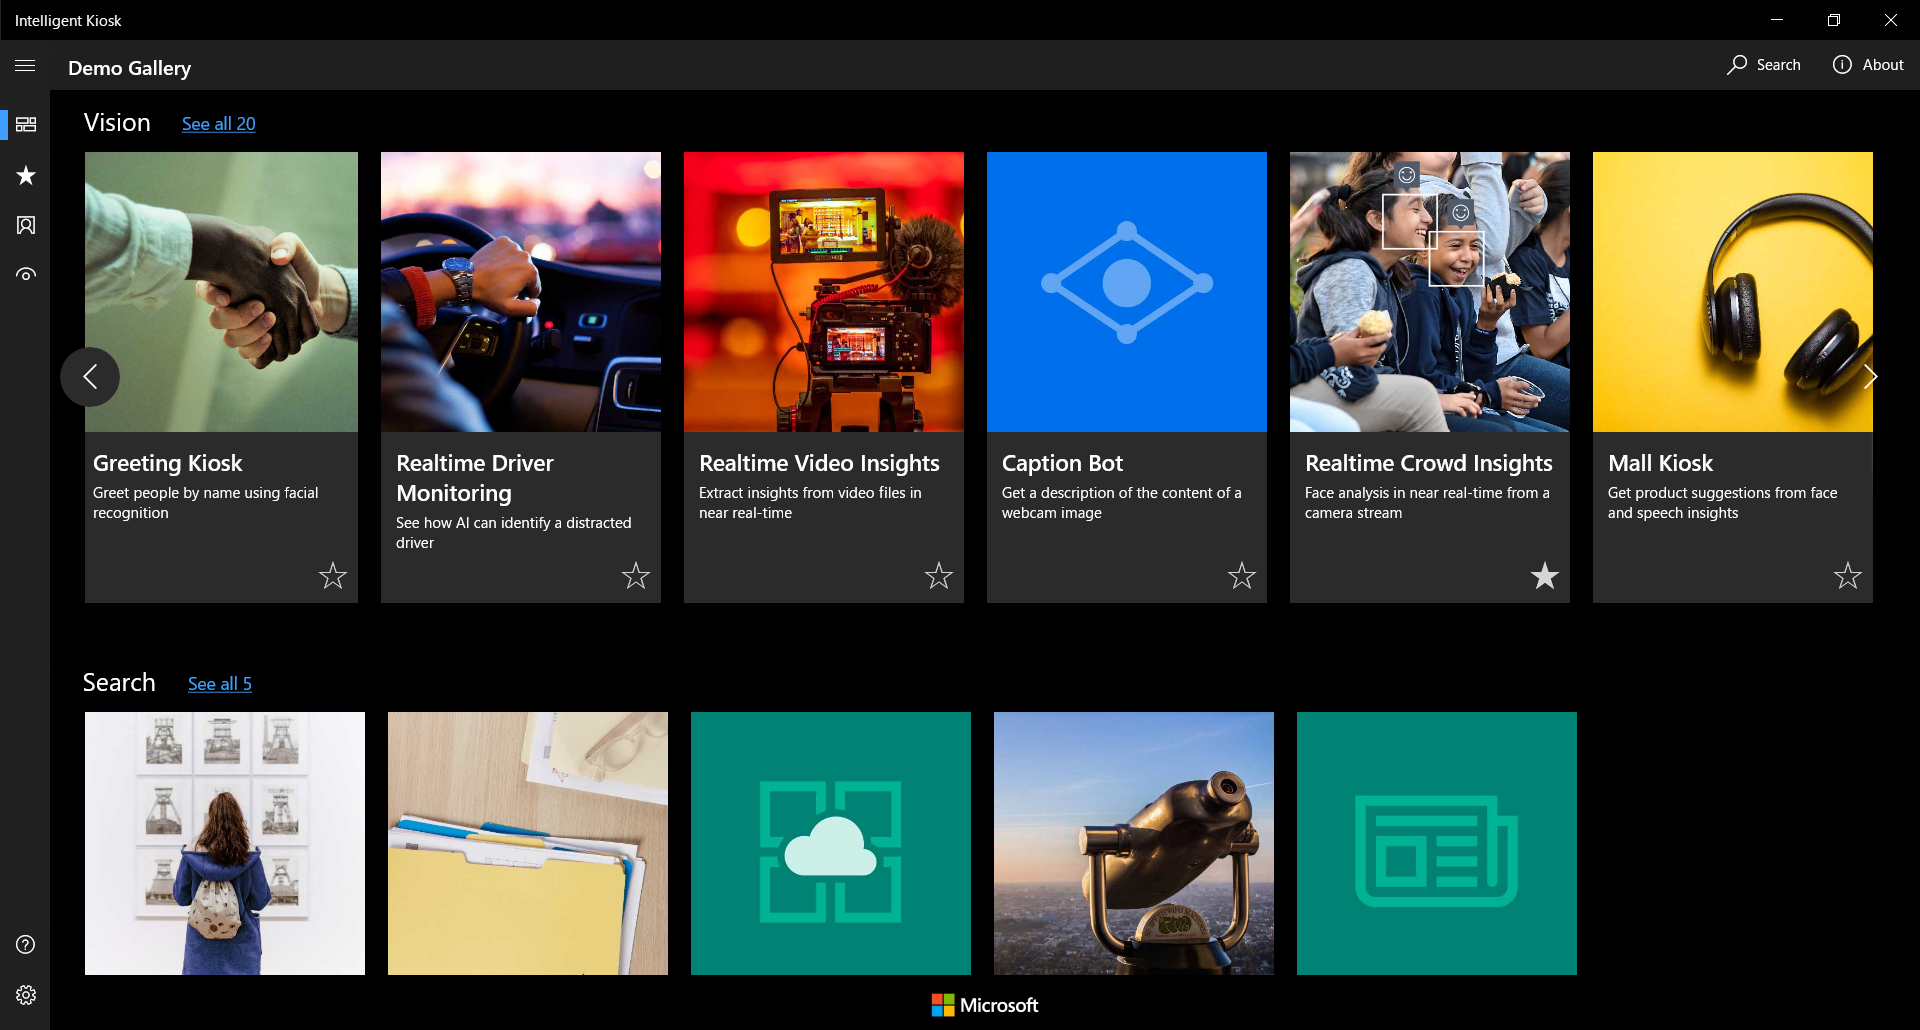 Intelligent Kiosk
Demo Gallery
Search
About
Vision
See all 20
Greeting Kiosk
Greet people by name using facial
recognition
Realtime Driver
Monitoring
See how AI can identify a distracted
driver
Realtime Video Insights
Extract insights from video files in
near real-time
Caption Bot
Get a description of the content of a
webcam image
Realtime Crowd Insights
Face analysis in near real-time from a
camera stream
Mall Kiosk
Get product suggestions from face
and speech insights
Search
See all 5
Microsoft